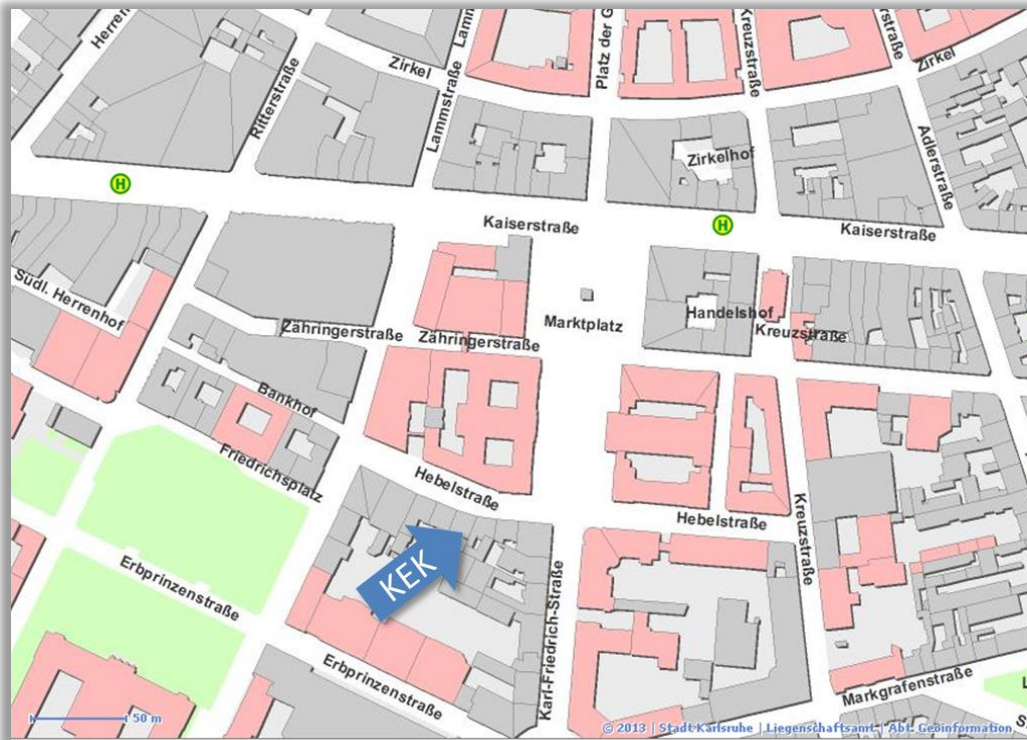 Herren
Zirkel
Lamm
Platz der G
Kreuzstraße
rstraße
Zirkel
Ritterstraße
Lammstraße
Zirkelhof
Adlerstraße
H
Kaiserstraße
H
Kaiserstraße
Südl. Herrenhof
Zähringerstraße
Zähringerstraße
Marktplatz
Handelshof
Kreuzstraße
Bankhof
Friedrichsplatz
Hebelstraße
Hebelstraße
Kreuzstraße
KEK
Erbprinzenstraße
Karl-Friedrich-Straße
Erbprinzenstraße
Markgrafenstraße
L
S
50 m
© 2013 | Stadt Karlsruhe | Liegenschaftsamt | Abt. Geoinformation